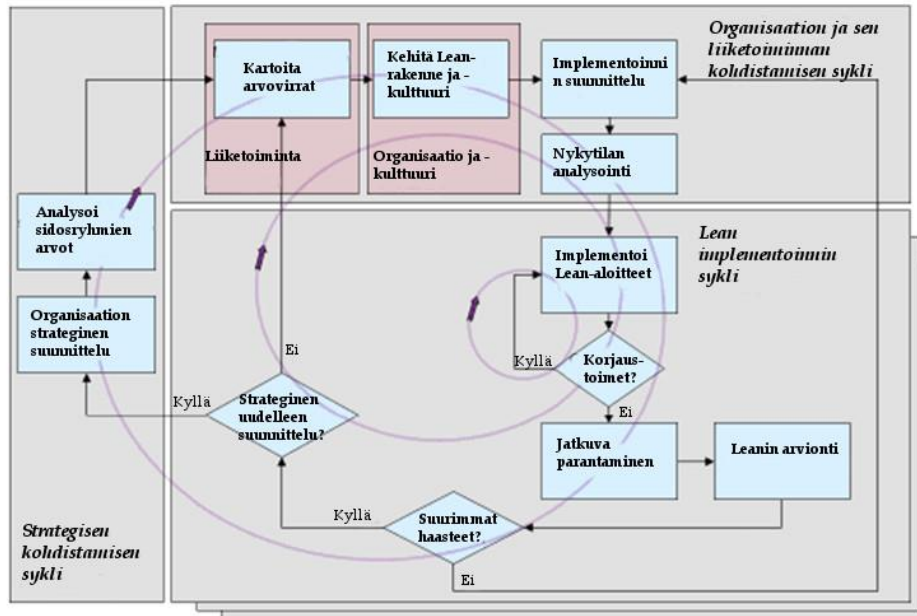 Organisaation ja sen
liiketoiminnan
kohdistamisen sykli
Kartoita
arvovirrat
Kehitä Lean-
rakenne ja -
kulttuuri
Implementoinni
n suunnittelu
Liiketoiminta
Organisaatio ja -
kulttuuri
Nykytilan
analysointi
Analysoi
sidosryhmien
arvot
Lean
implementoinnin
sykli
Implementoi
Lean-aloitteet
Organisaation
strateginen
suunnittelu
Ei
Kyllä
Korjaus-
toimet?
Kyllä
Strateginen
uudelleen
suunnittelu?
Ei
Jatkuva
parantaminen
Leanin arvionti
Kyllä
Suurimmat
haasteet?
Strategisen
kohdistamisen
sykli
Ei